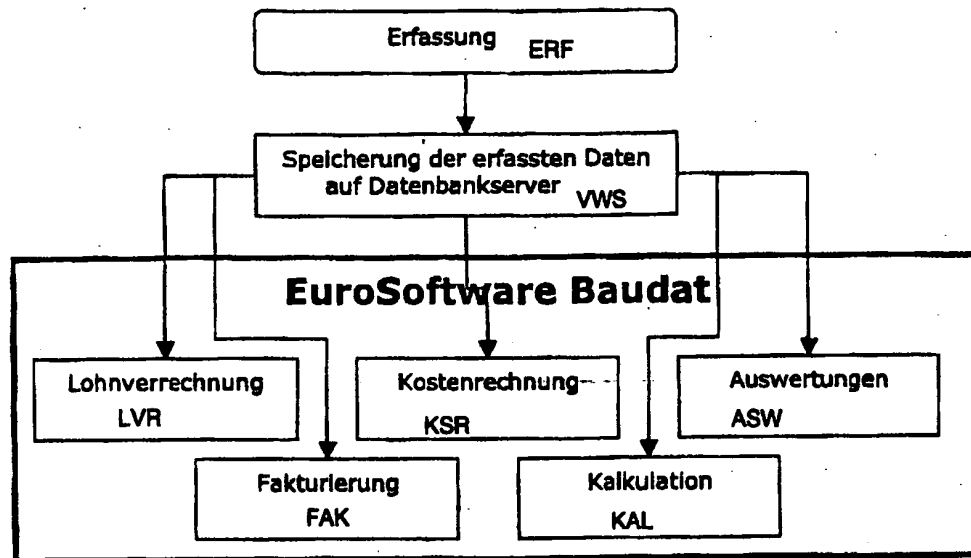 Erfassung ERF
Speicherung der erfassten Daten
auf Datenbankserver VWS
EuroSoftware Baudat
Lohnverrechnung
LVR
Kostenrechnung
KSR
Auswertungen
ASW
Fakturierung
FAK
Kalkulation
KAL